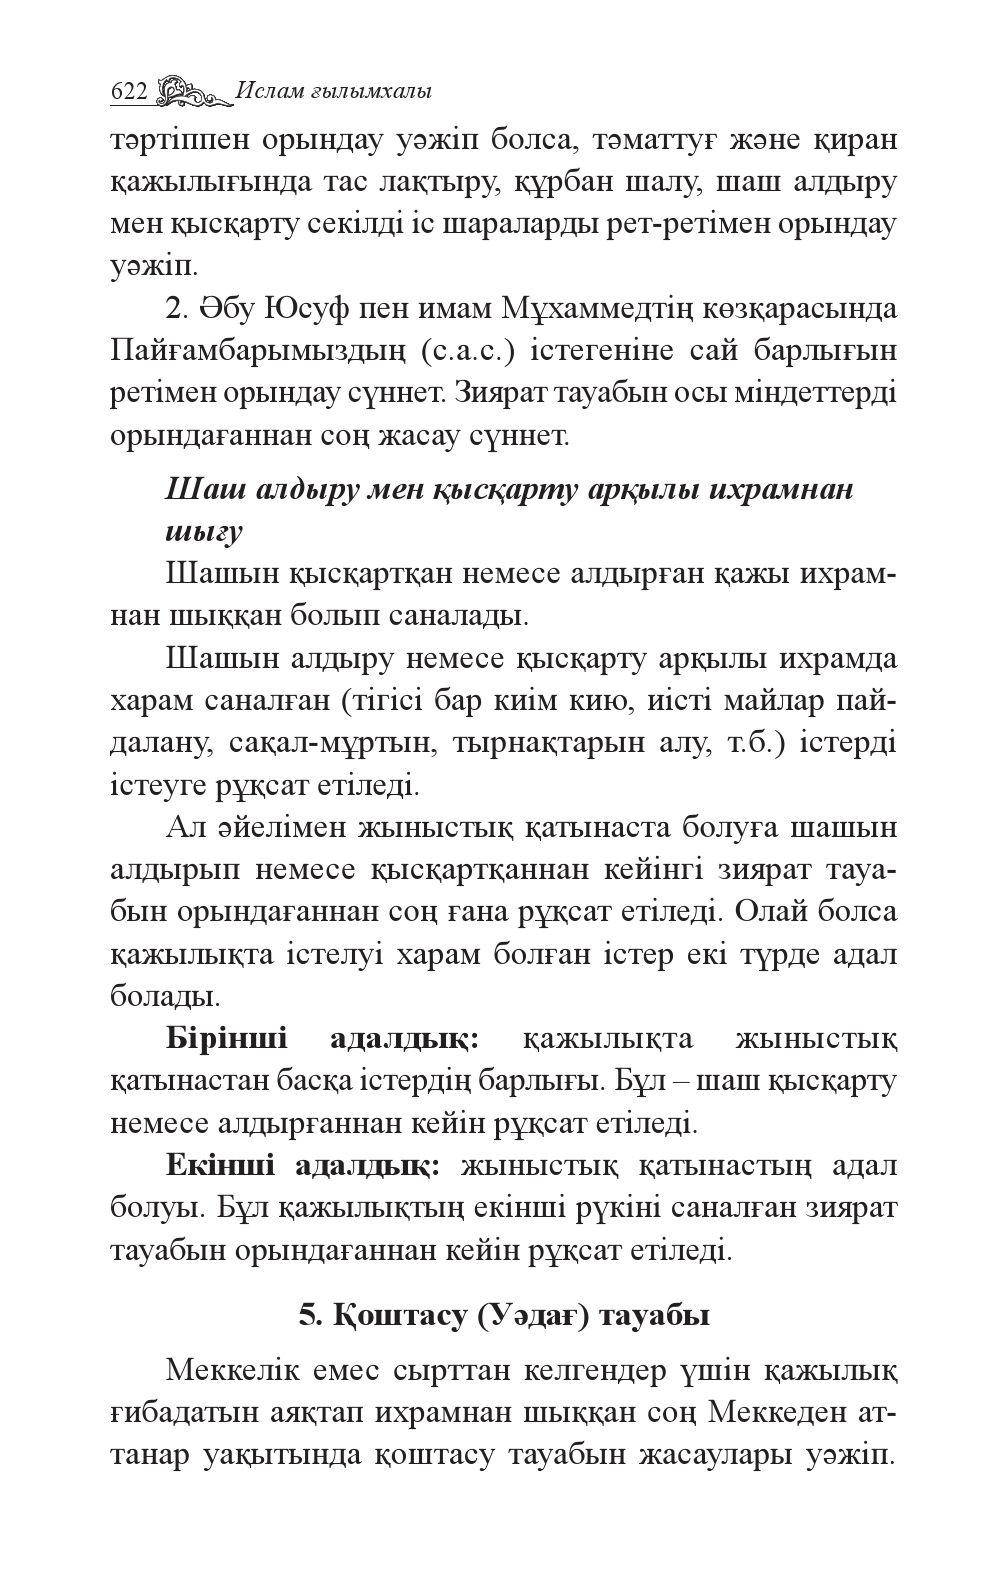 622 Ислам ғылымхалы
тәртіппен орындау уәжіп болса, тәматтуғ және қиран
қажылығында тас лақтыру, құрбан шалу, шаш алдыру
мен қысқарту секілді іс шараларды рет-ретімен орындау
уәжіп.
2. Әбу Юсуф пен имам Мұхаммедтің көзқарасында
Пайғамбарымыздың (с.а.с.) істегеніне сай барлығын
ретімен орындау сүннет. Зиярат тауабын осы міндеттерді
орындағаннан соң жасау сүннет.
Шаш алдыру мен қысқарту арқылы ихрамнан
шығу
Шашын қысқартқан немесе алдырған қажы ихрам-
нан шыққан болып саналады.
Шашын алдыру немесе қысқарту арқылы ихрамда
харам саналған (тігісі бар киім кию, иісті майлар пай-
далану, сақал-мұртын, тырнақтарын алу, т.б.) істерді
істеуге рұқсат етіледі.
Ал әйелімен жыныстық қатынаста болуға шашын
алдырып немесе қысқартқаннан кейінгі зиярат тауа-
бын орындағаннан соң ғана рұқсат етіледі. Олай болса
қажылықта істелуі харам болған істер екі түрде адал
болады.
Бірінші адалдық: қажылықта жыныстық
қатынастан басқа істердің барлығы. Бұл – шаш қысқарту
немесе алдырғаннан кейін рұқсат етіледі.
Екінші адалдық: жыныстық қатынастың адал
болуы. Бұл қажылықтың екінші рүкіні саналған зиярат
тауабын орындағаннан кейін рұқсат етіледі.
5. Қоштасу (Уәдағ) тауабы
Меккелік емес сырттан келгендер үшін қажылық
ғибадатын аяқтап ихрамнан шыққан соң Меккеден ат-
танар уақытында қоштасу тауабын жасаулары уәжіп.